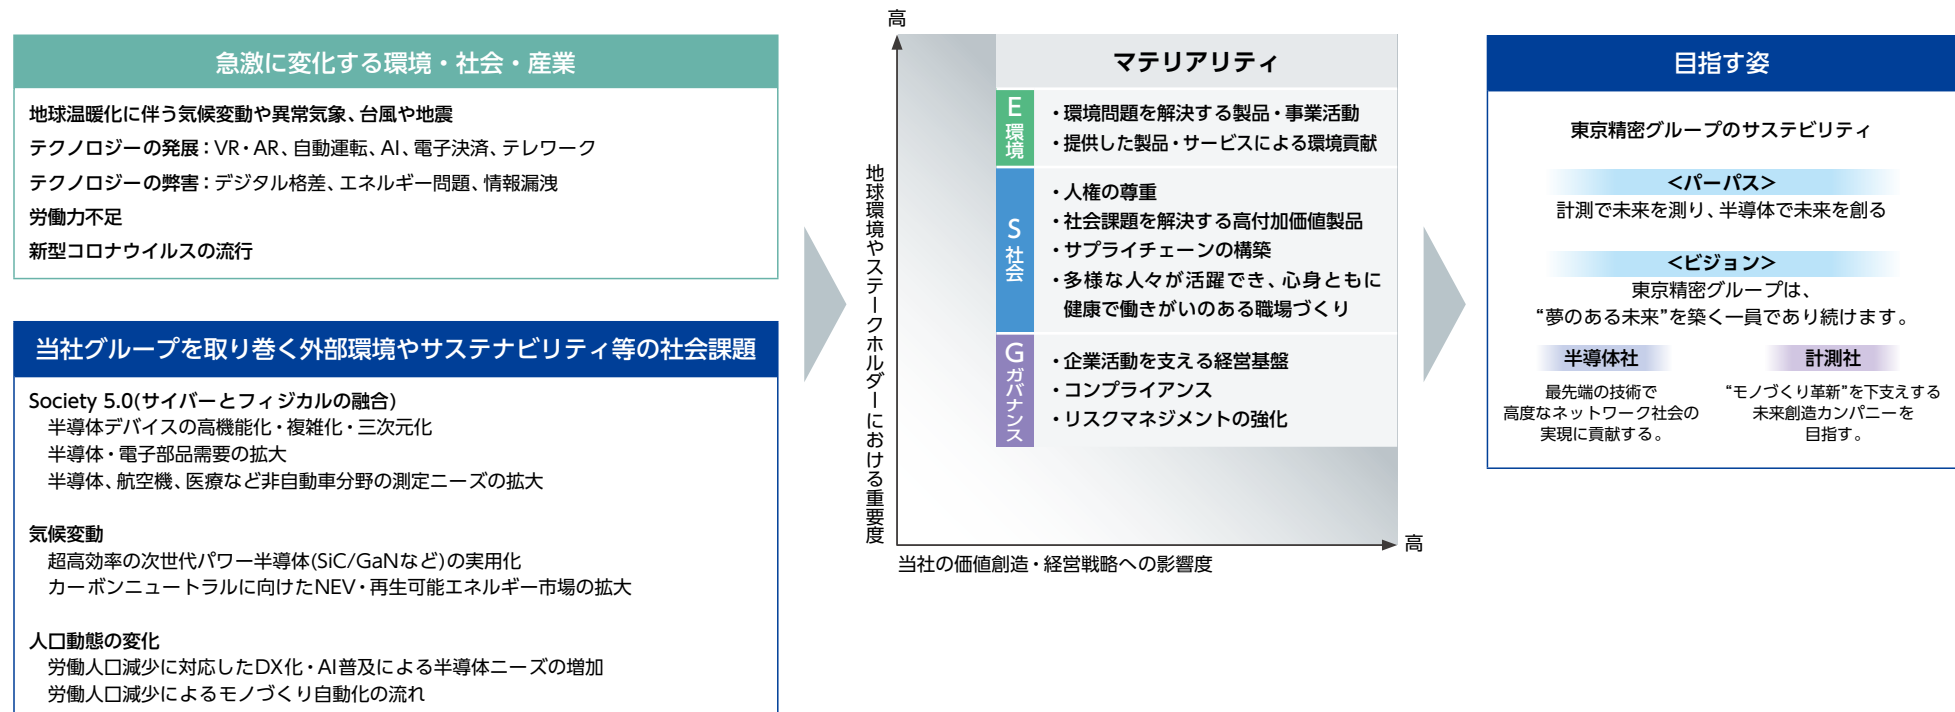 急激に変化する環境・社会・産業
地球温暖化に伴う気候変動や異常気象、台風や地震
テクノロジーの発展：VR・AR、自動運転、AI、電子決済、テレワーク
テクノロジーの弊害：デジタル格差、エネルギー問題、情報漏洩
労働力不足
新型コロナウイルスの流行
当社グループを取り巻く外部環境やサステナビリティ等の社会課題
Society 5.0(サイバーとフィジカルの融合)
半導体デバイスの高機能化・複雑化・三次元化
半導体・電子部品需要の拡大
半導体、航空機、医療など非自動車分野の測定ニーズの拡大
気候変動
超高効率の次世代パワー半導体(SiC/GaNなど)の実用化
カーボンニュートラルに向けたNEV・再生可能エネルギー市場の拡大
人口動態の変化
労働人口減少に対応したDX化・AI普及による半導体ニーズの増加
労働人口減少によるモノづくり自動化の流れ
高
地球環境やステークホルダーにおける重要度
マテリアリティ
E 環境
・環境問題を解決する製品・事業活動
・提供した製品・サービスによる環境貢献
S 社会
・人権の尊重
・社会課題を解決する高付加価値製品
・サプライチェーンの構築
・多様な人々が活躍でき、心身ともに
健康で働きがいのある職場づくり
G ガバナンス
・企業活動を支える経営基盤
・コンプライアンス
・リスクマネジメントの強化
高
当社の価値創造・経営戦略への影響度
目指す姿
東京精密グループのサステビリティ
<パーパス>
計測で未来を測り、半導体で未来を創る
<ビジョン>
東京精密グループは、
“夢のある未来”を築く一員であり続けます。
半導体社
最先端の技術で
高度なネットワーク社会の
実現に貢献する。
計測社
“モノづくり革新”を下支えする
未来創造カンパニーを
目指す。